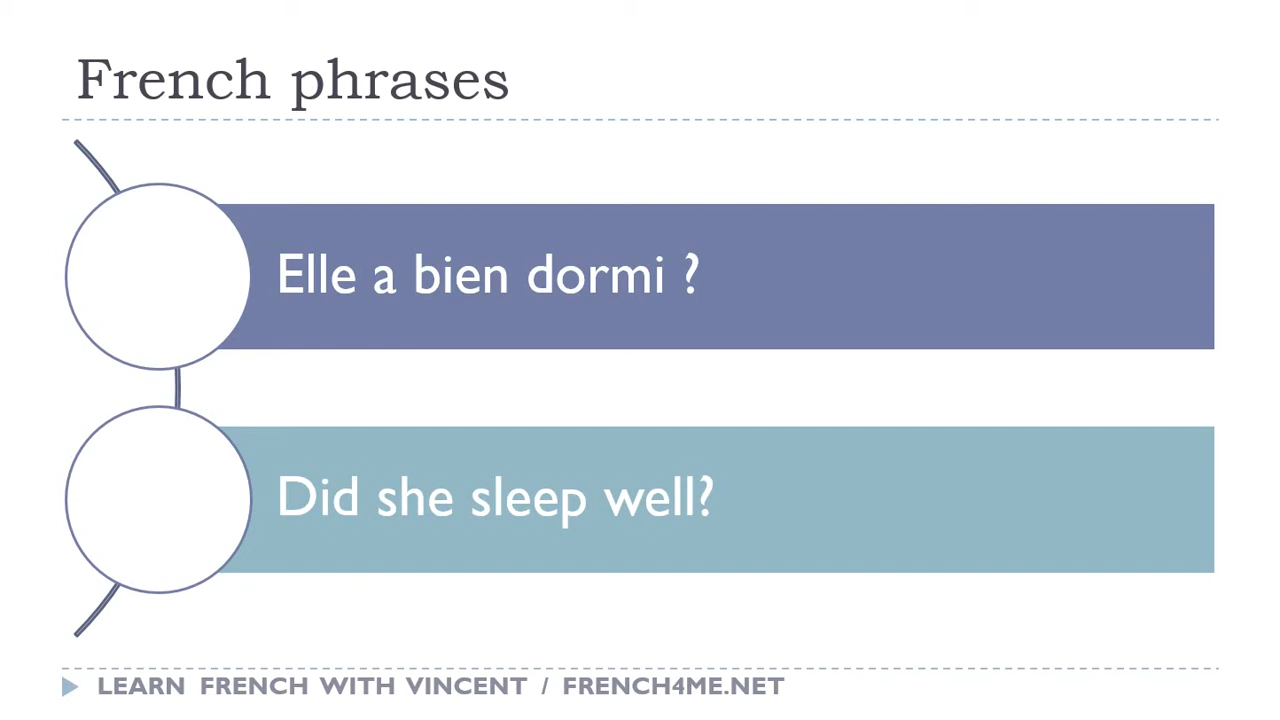 French phrases
Elle a bien dormi ?
Did she sleep well?
LEARN FRENCH WITH VINCENT / FRENCH4ME.NET